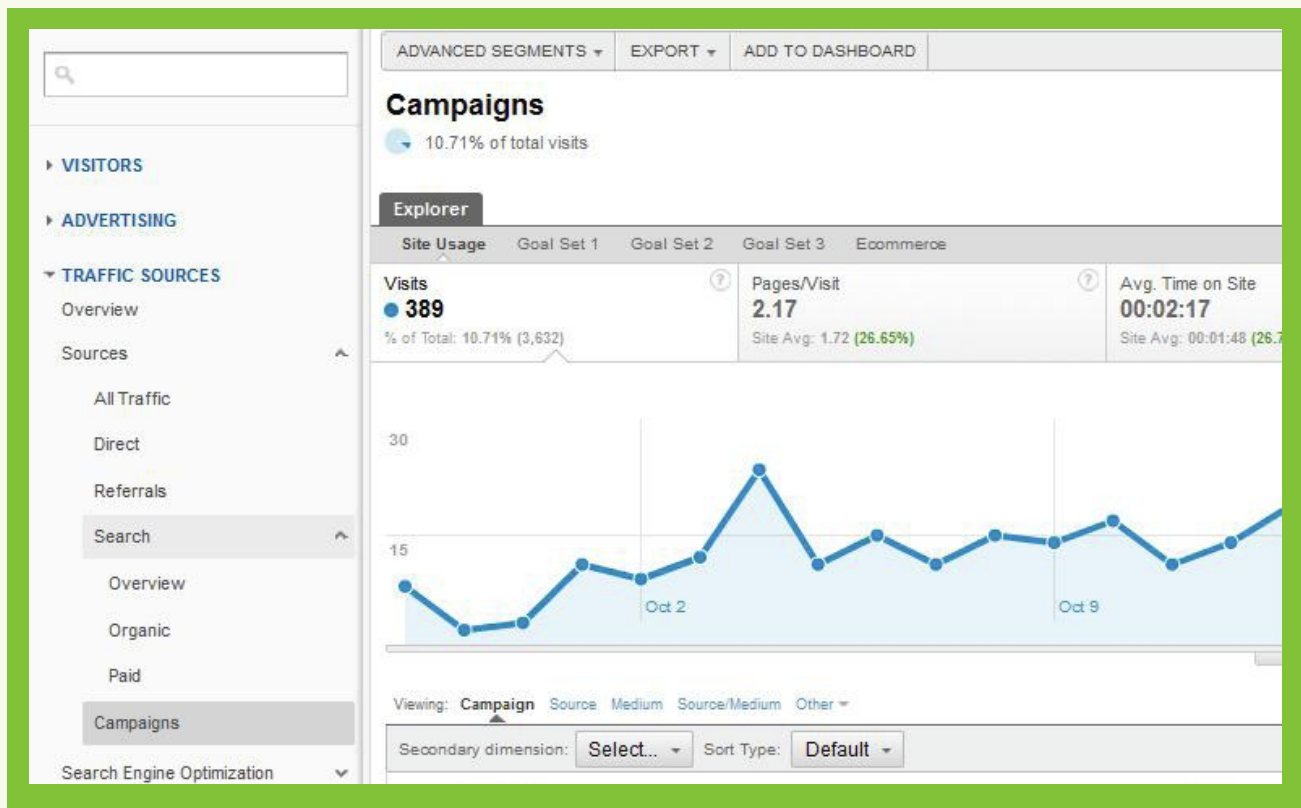 VISITORS
ADVERTISING
TRAFFIC SOURCES
Overview
Sources
All Traffic
Direct
Referrals
Search
Overview
Organic
Paid
Campaigns
Search Engine Optimization
ADVANCED SEGMENTS EXPORT ADD TO DASHBOARD
Campaigns
10.71% of total visits
Explorer
Site Usage Goal Set 1 Goal Set 2 Goal Set 3 Ecommerce
Visits ? Pages/Visit ? Avg. Time on Site
389 2.17 00:02:17
% of Total: 10.71% (3,632) Site Avg: 1.72 (26.65%) Site Avg: 00:01:48 (26.7
30
15
Oct 2 Oct 9
Viewing: Campaign Source Medium Source/Medium Other
Secondary dimension: Select... Sort Type: Default